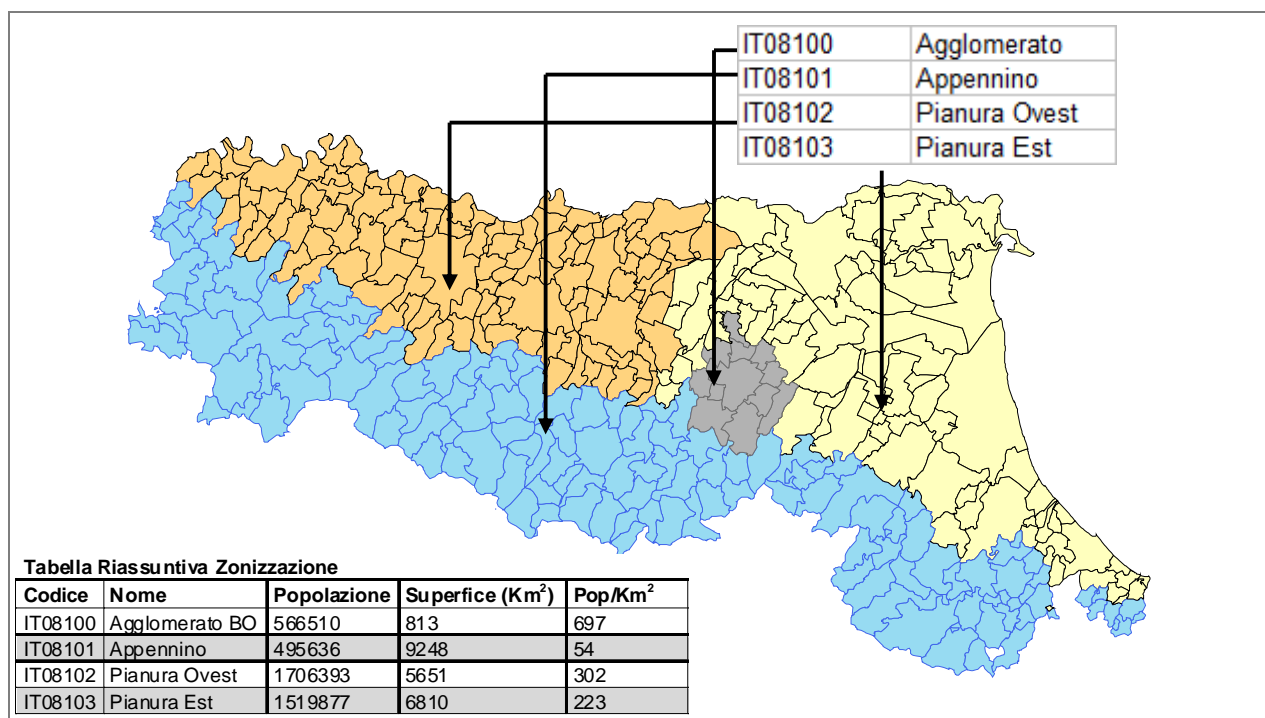 IT08100 Agglomerato
IT08101 Appennino
IT08102 Pianura Ovest
IT08103 Pianura Est
Tabella Riassuntiva Zonizzazione
Codice Nome Popolazione Superfice (Km²) Pop/Km²
IT08100 Agglomerato BO 566510 813 697
IT08101 Appennino 495636 9248 54
IT08102 Pianura Ovest 1706393 5651 302
IT08103 Pianura Est 1519877 6810 223